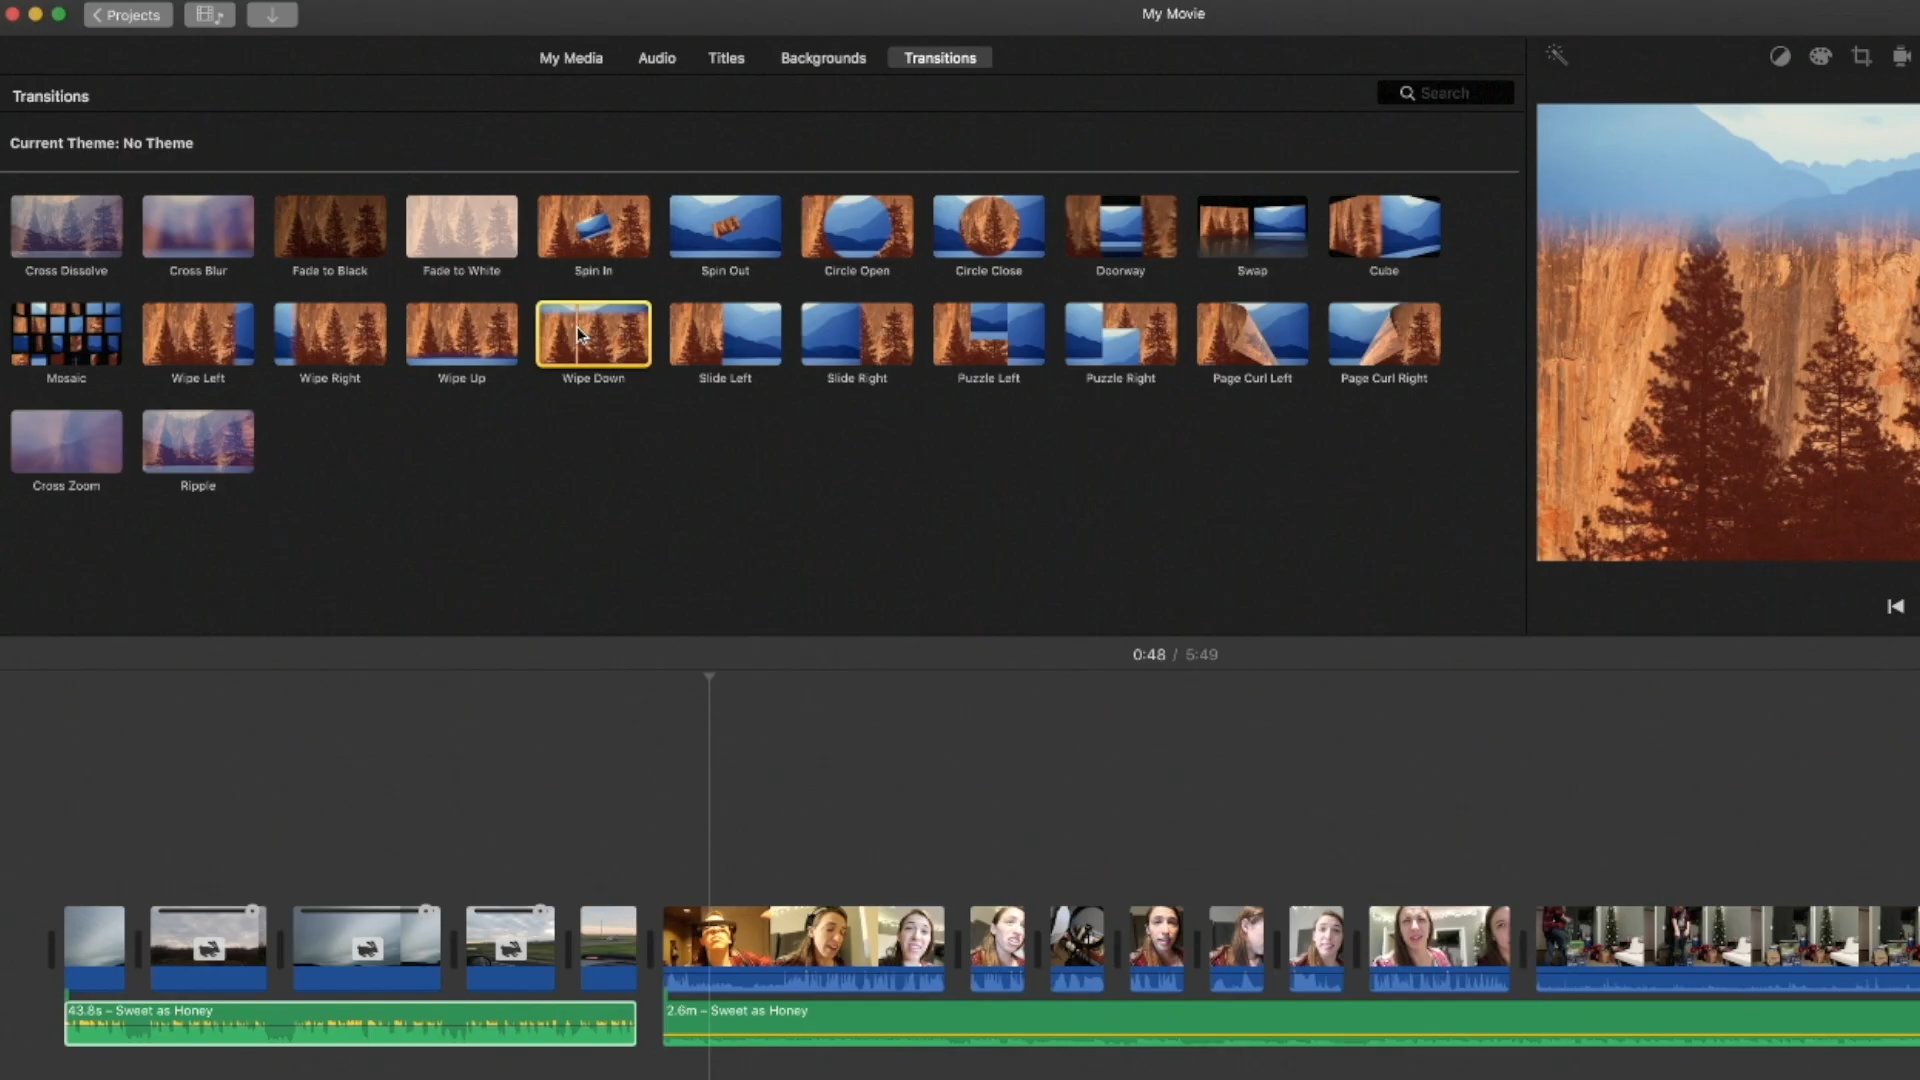 Projects
My Movie
My Media Audio Titles Backgrounds Transitions
Transitions
Search
Current Theme: No Theme
Cross Dissolve Cross Blur Fade to Black Fade to White Spin In Spin Out Circle Open Circle Close Doorway Swap Cube
Mosaic Wipe Left Wipe Right Wipe Up Wipe Down Slide Left Slide Right Puzzle Left Puzzle Right Page Curl Left Page Curl Right
Cross Zoom Ripple
0:48 / 5:49
43.8s – Sweet as Honey
2.6m – Sweet as Honey